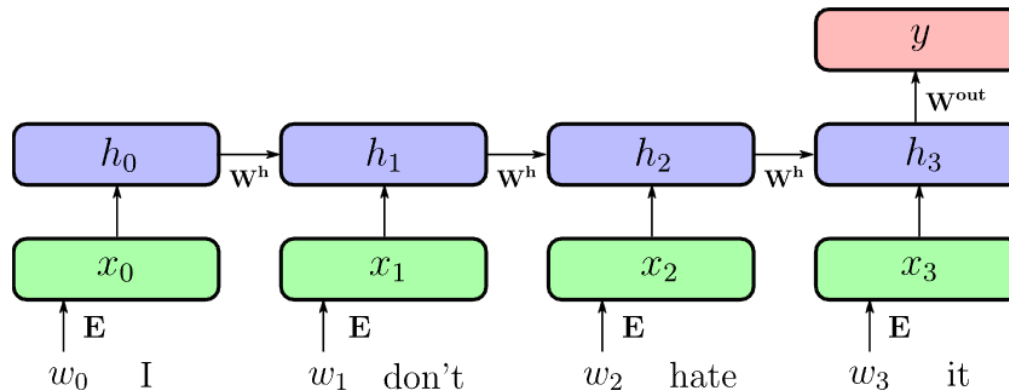 y
W^out
h_0 h_1 h_2 h_3
W^h W^h W^h
x_0 x_1 x_2 x_3
E E E E
w_0 I w_1 don't w_2 hate w_3 it